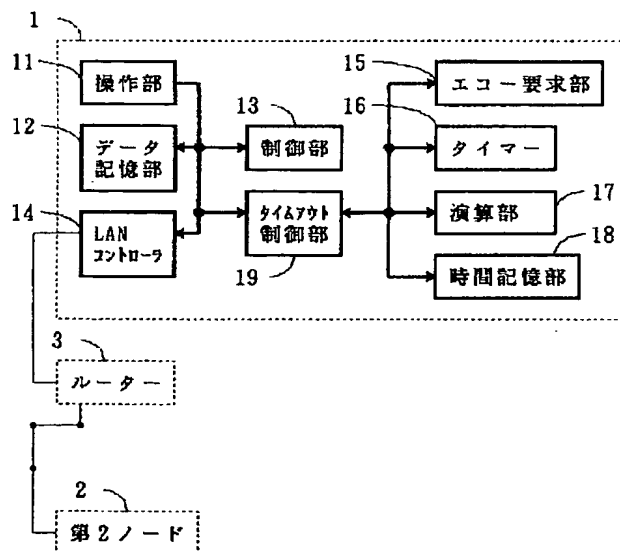 1
11
操作部
12
データ
記憶部
14
LAN
コントローラ
13
制御部
タイムアウト
制御部
19
15
エコー要求部
16
タイマー
17
演算部
18
時間記憶部
3
ルーター
2
第2ノード